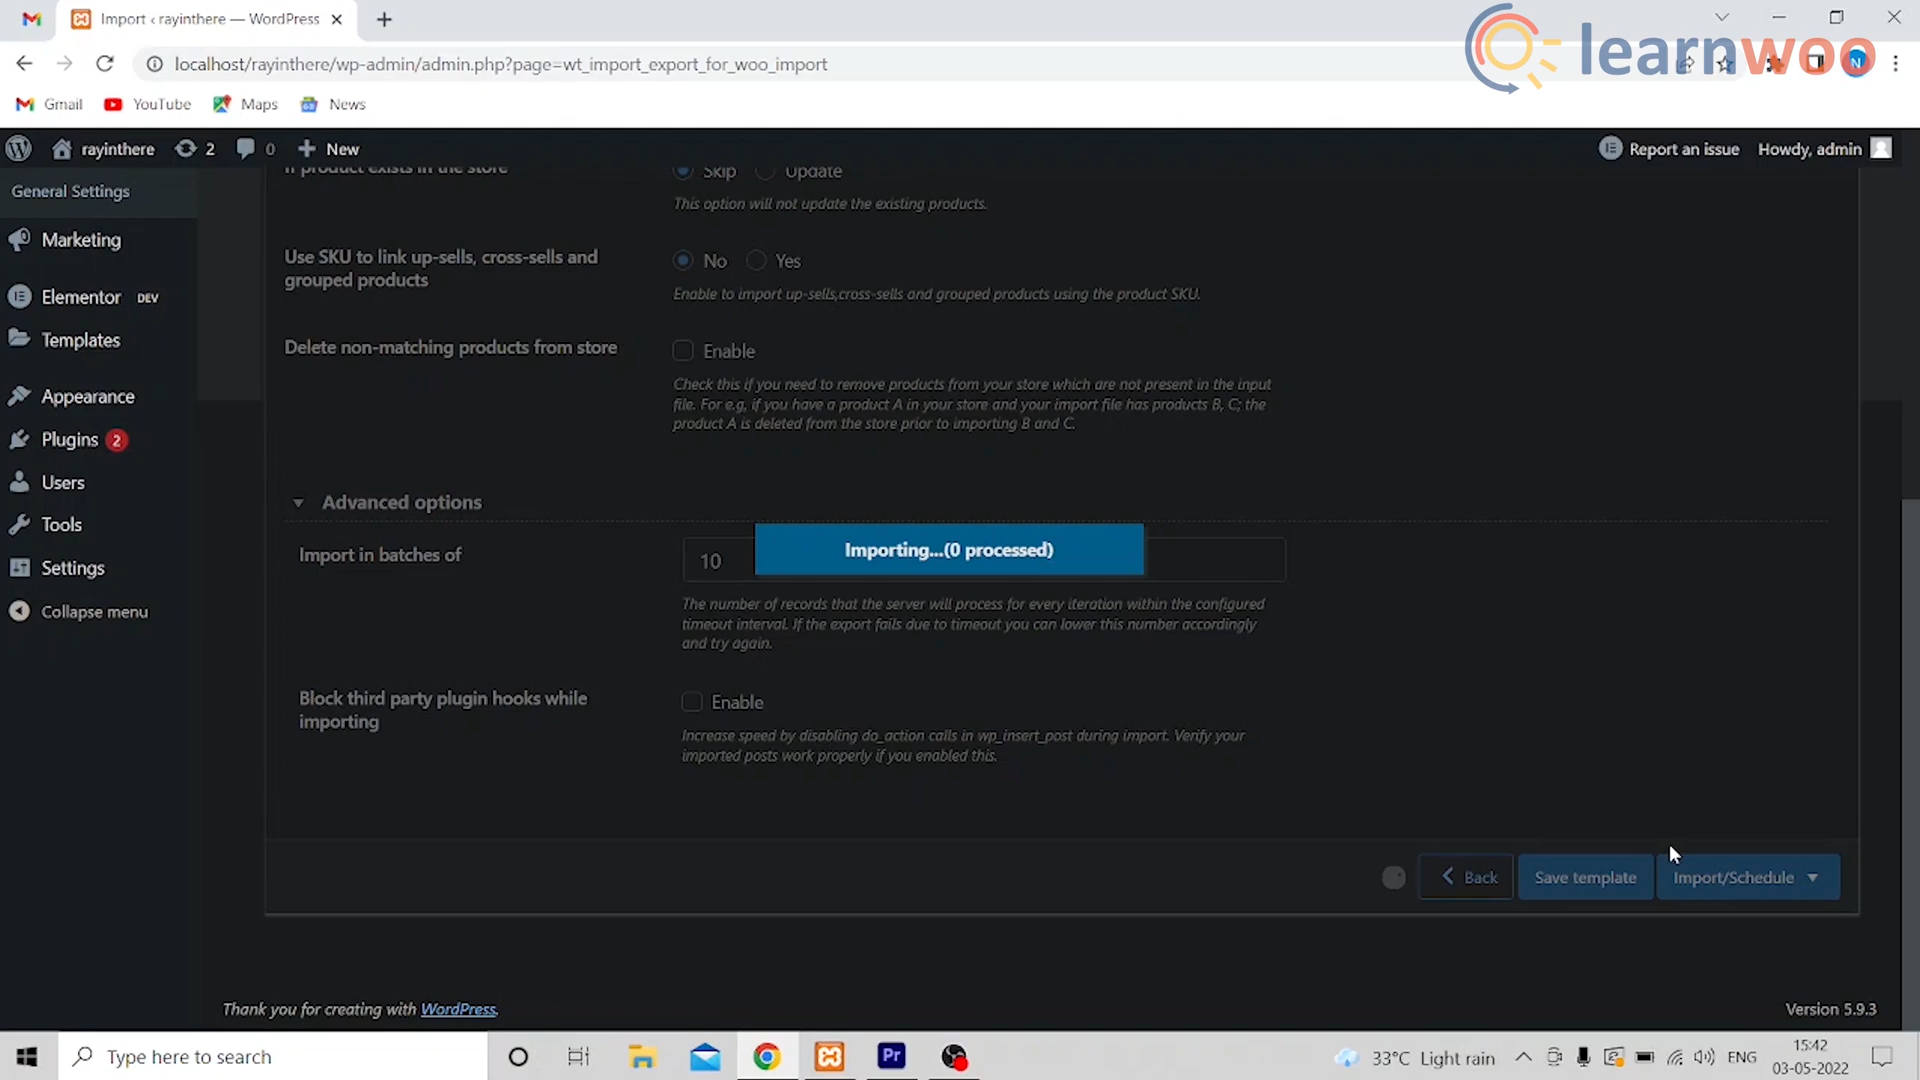 Import ‹ rayinthere — WordPress
learnwoo
localhost/rayinthere/wp-admin/admin.php?page=wt_import_export_for_woo_import
N
Gmail
YouTube
Maps
News
rayinthere
2
0
New
Report an issue
Howdy, admin
General Settings
Marketing
Elementor DEV
Templates
Appearance
Plugins 2
Users
Tools
Settings
Collapse menu
If product exists in the store
Skip
Update
This option will not update the existing products.
Use SKU to link up-sells, cross-sells and
grouped products
No
Yes
Enable to import up-sells,cross-sells and grouped products using the product SKU.
Delete non-matching products from store
Enable
Check this if you need to remove products from your store which are not present in the input
file. For e.g, if you have a product A in your store and your import file has products B, C; the
product A is deleted from the store prior to importing B and C.
Advanced options
Import in batches of
10
Importing...(0 processed)
The number of records that the server will process for every iteration within the configured
timeout interval. If the export fails due to timeout you can lower this number accordingly
and try again.
Block third party plugin hooks while
importing
Enable
Increase speed by disabling do_action calls in wp_insert_post during import. Verify your
imported posts work properly if you enabled this.
Back
Save template
Import/Schedule
Thank you for creating with WordPress.
Version 5.9.3
Type here to search
Pr
33°C Light rain
ENG
15:42
03-05-2022